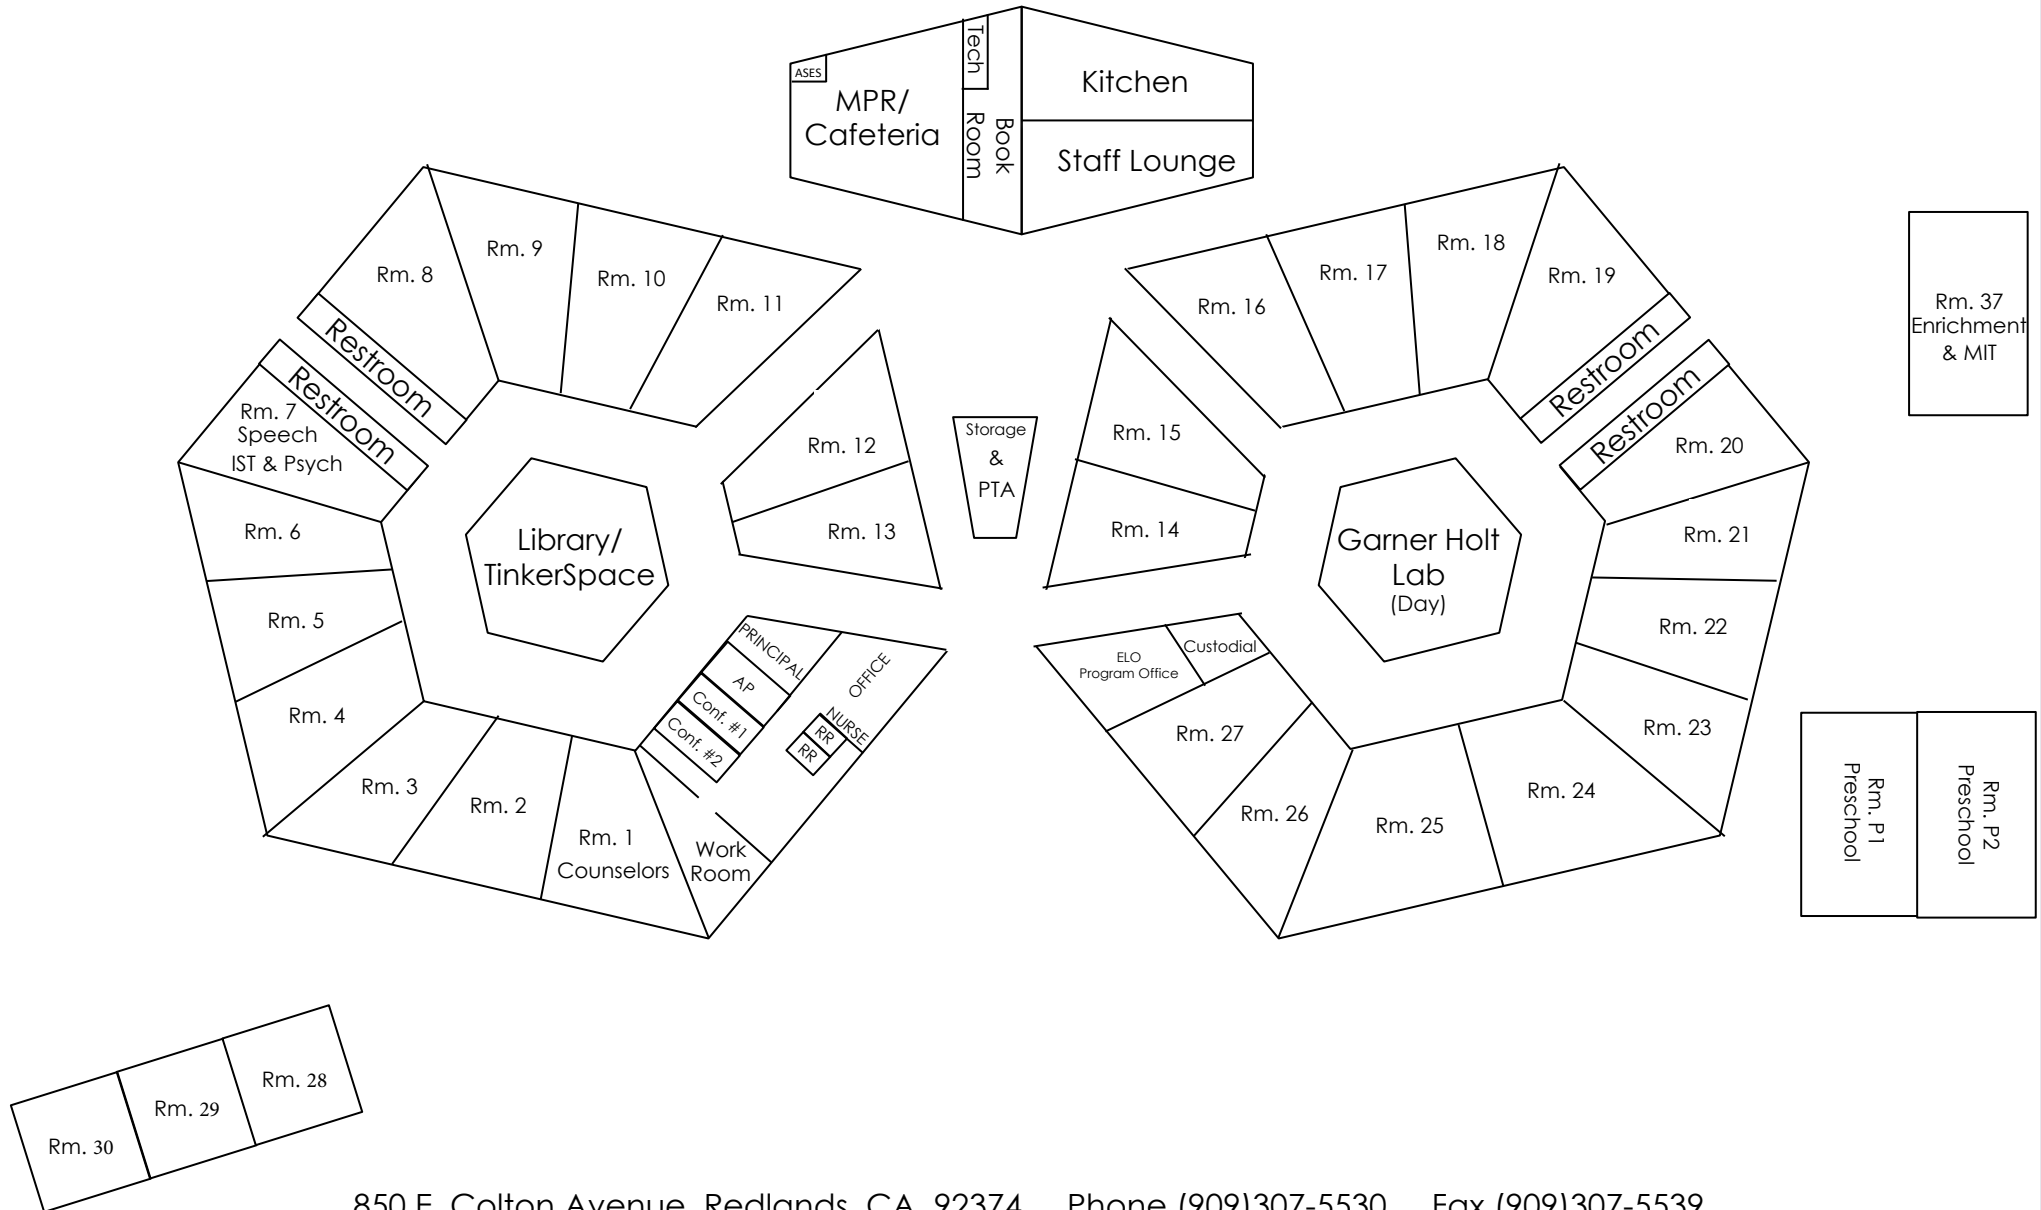 ASES
MPR/
Cafeteria
Tech
Book
Room
Kitchen
Staff Lounge
Rm. 8
Rm. 9
Rm. 10
Rm. 11
Restroom
Restroom
Rm. 7
Speech
IST & Psych
Rm. 6
Rm. 5
Rm. 4
Rm. 3
Rm. 2
Rm. 1
Counselors
Work
Room
Library/
TinkerSpace
Rm. 12
Rm. 13
PRINCIPAL
AP
Conf. #1
Conf. #2
OFFICE
NURSE
RR
RR
Storage
&
PTA
Rm. 15
Rm. 14
Rm. 16
Rm. 17
Rm. 18
Rm. 19
Restroom
Restroom
Rm. 20
Rm. 21
Rm. 22
Rm. 23
Rm. 24
Rm. 25
Rm. 26
Rm. 27
ELO
Program Office
Custodial
Garner Holt
Lab
(Day)
Rm. 37
Enrichment
& MIT
Rm. P1
Preschool
Rm. P2
Preschool
Rm. 28
Rm. 29
Rm. 30
850 E. Colton Avenue, Redlands, CA 92374 Phone (909)307-5530 Fax (909)307-5539